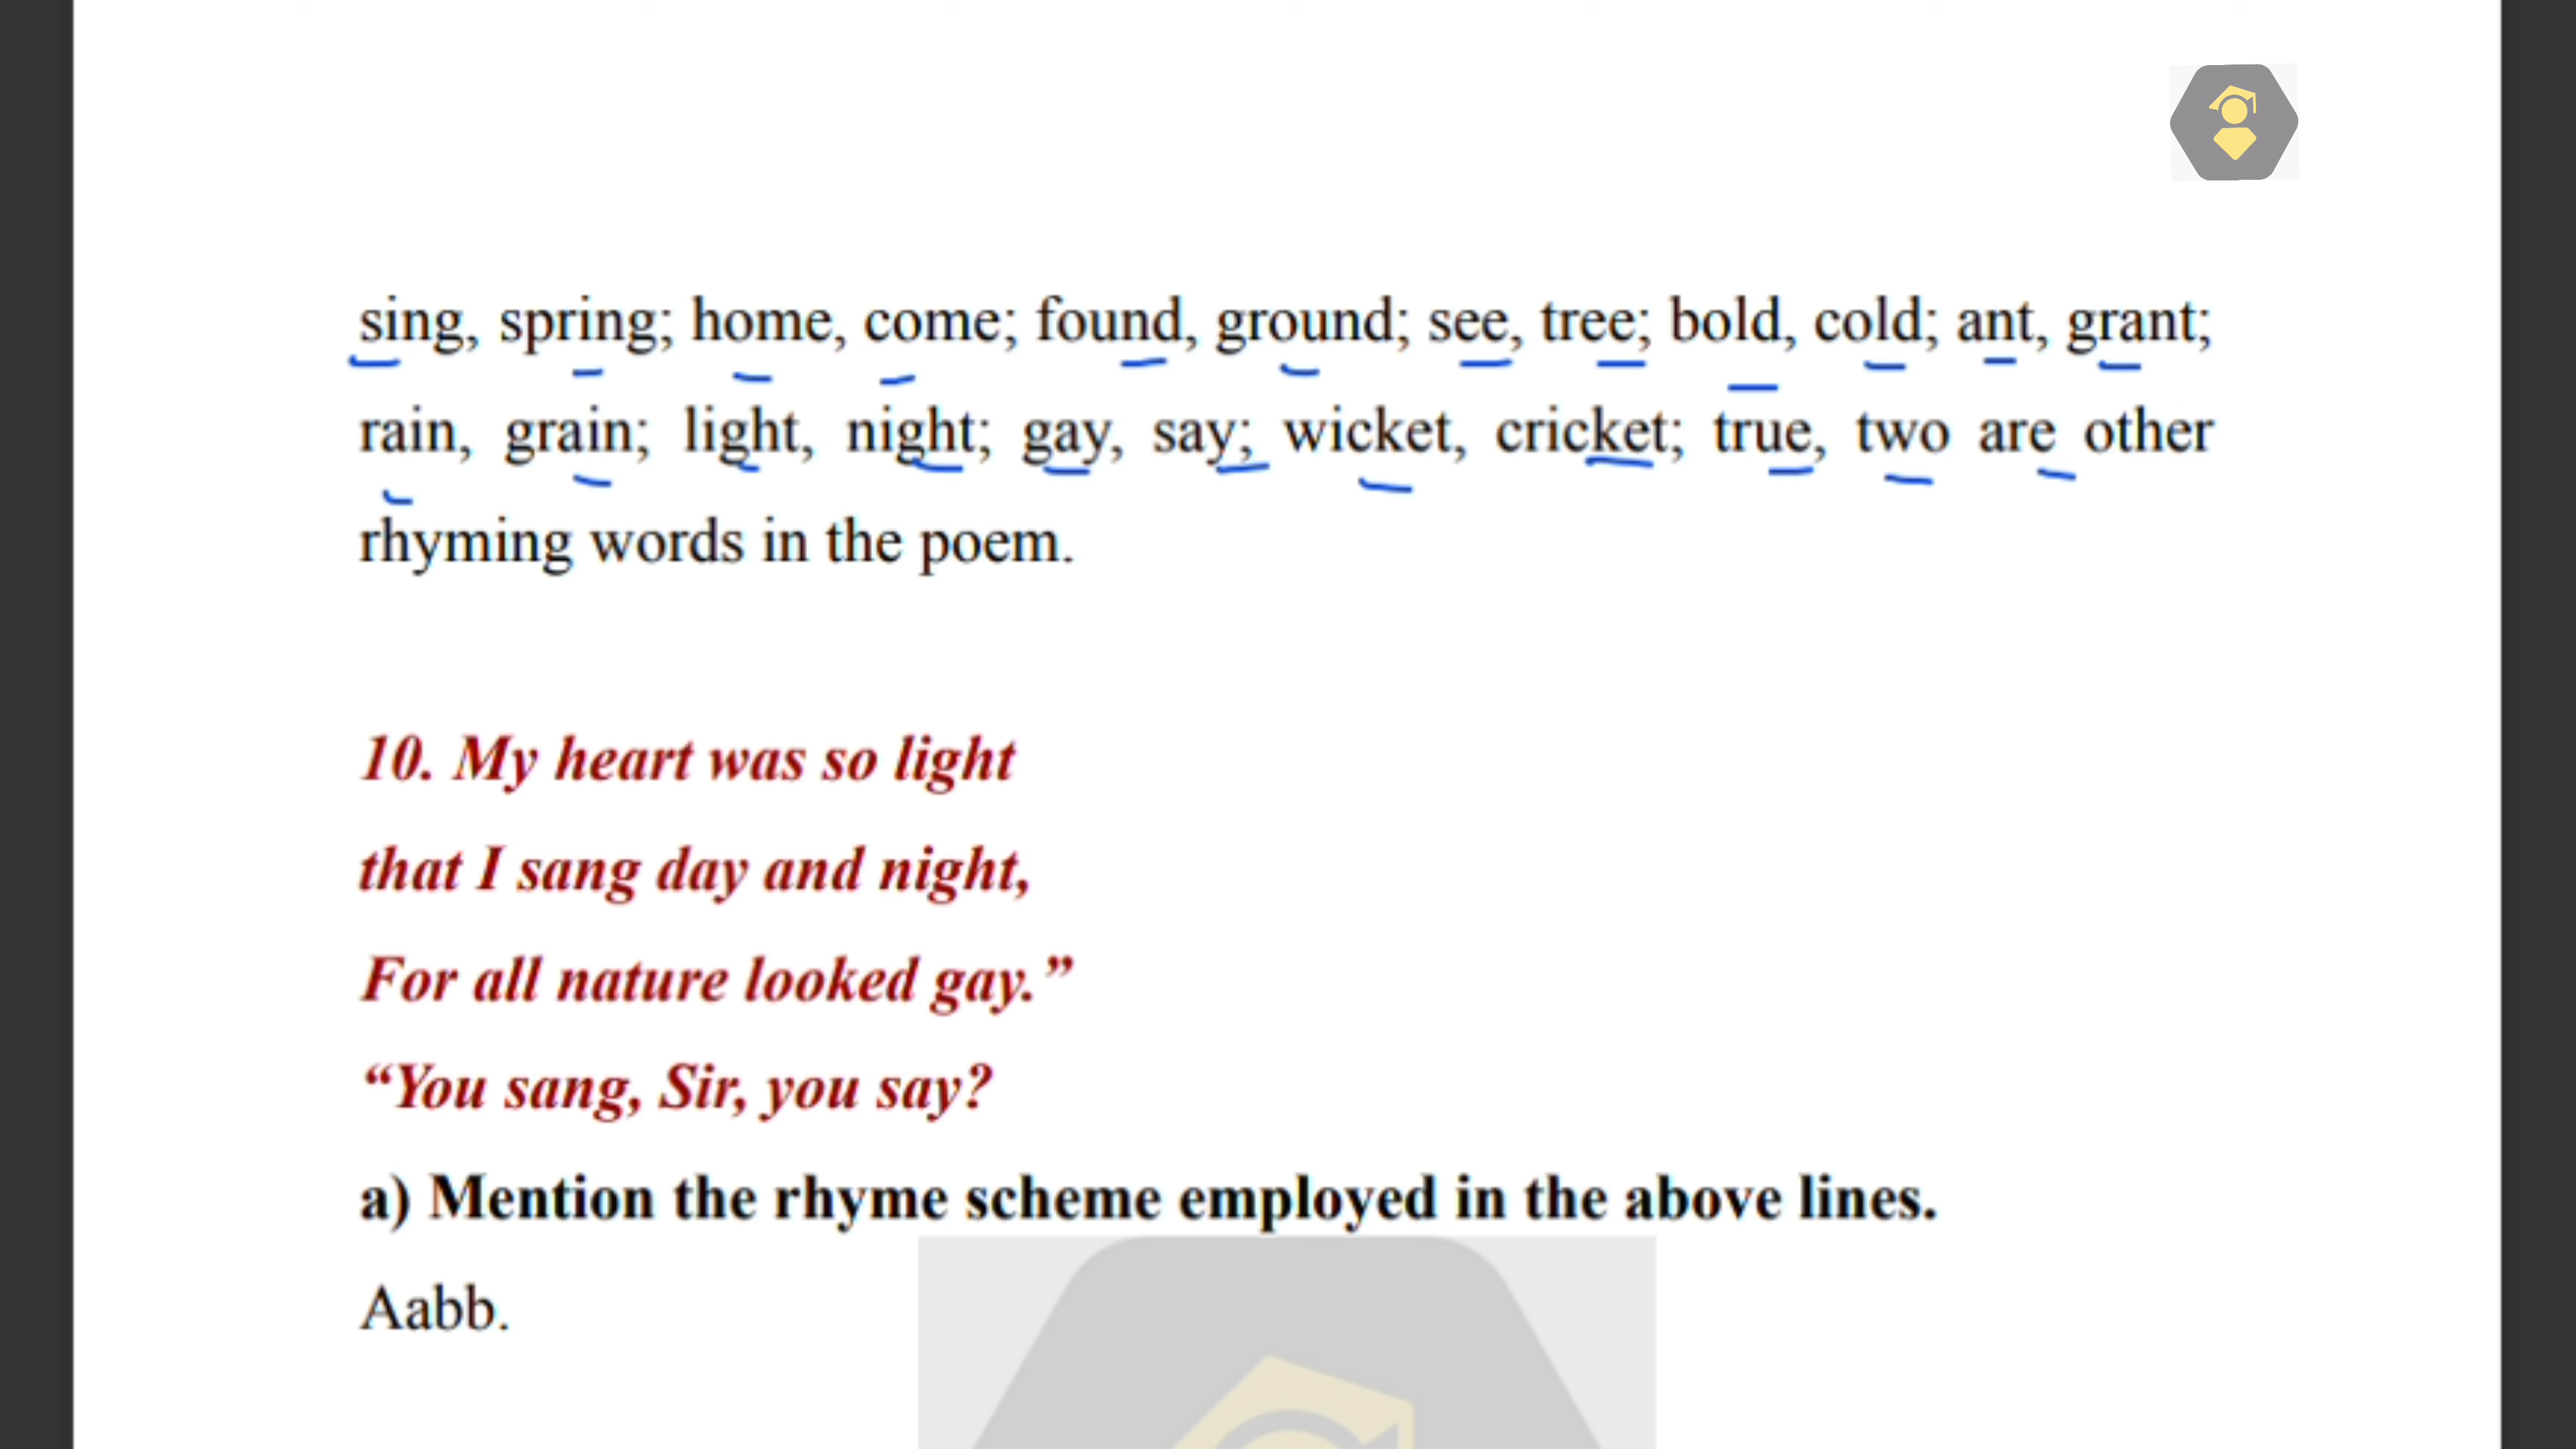 sing, spring; home, come; found, ground; see, tree; bold, cold; ant, grant;
rain, grain; light, night; gay, say; wicket, cricket; true, two are other
rhyming words in the poem.
10. My heart was so light
that I sang day and night,
For all nature looked gay.”
“You sang, Sir, you say?
a) Mention the rhyme scheme employed in the above lines.
Aabb.